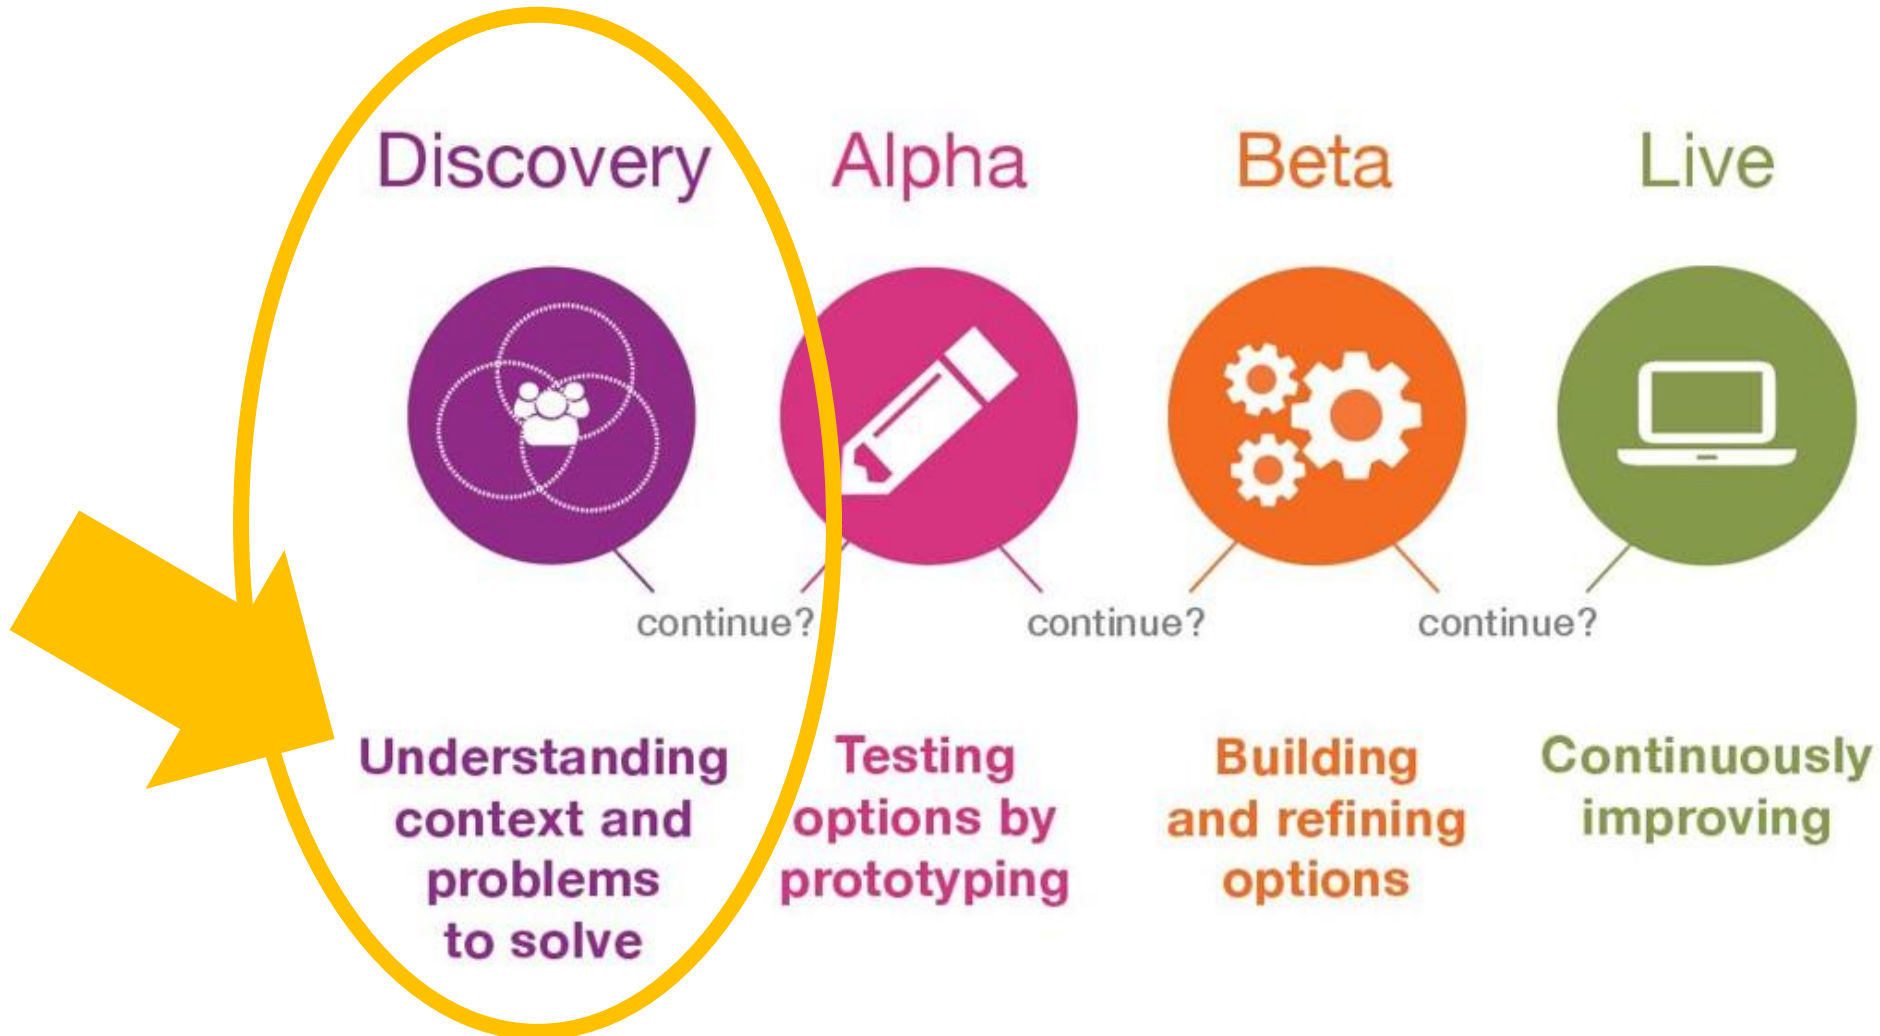 Discovery
Alpha
Beta
Live
continue?
continue?
continue?
Understanding
context and
problems
to solve
Testing
options by
prototyping
Building
and refining
options
Continuously
improving